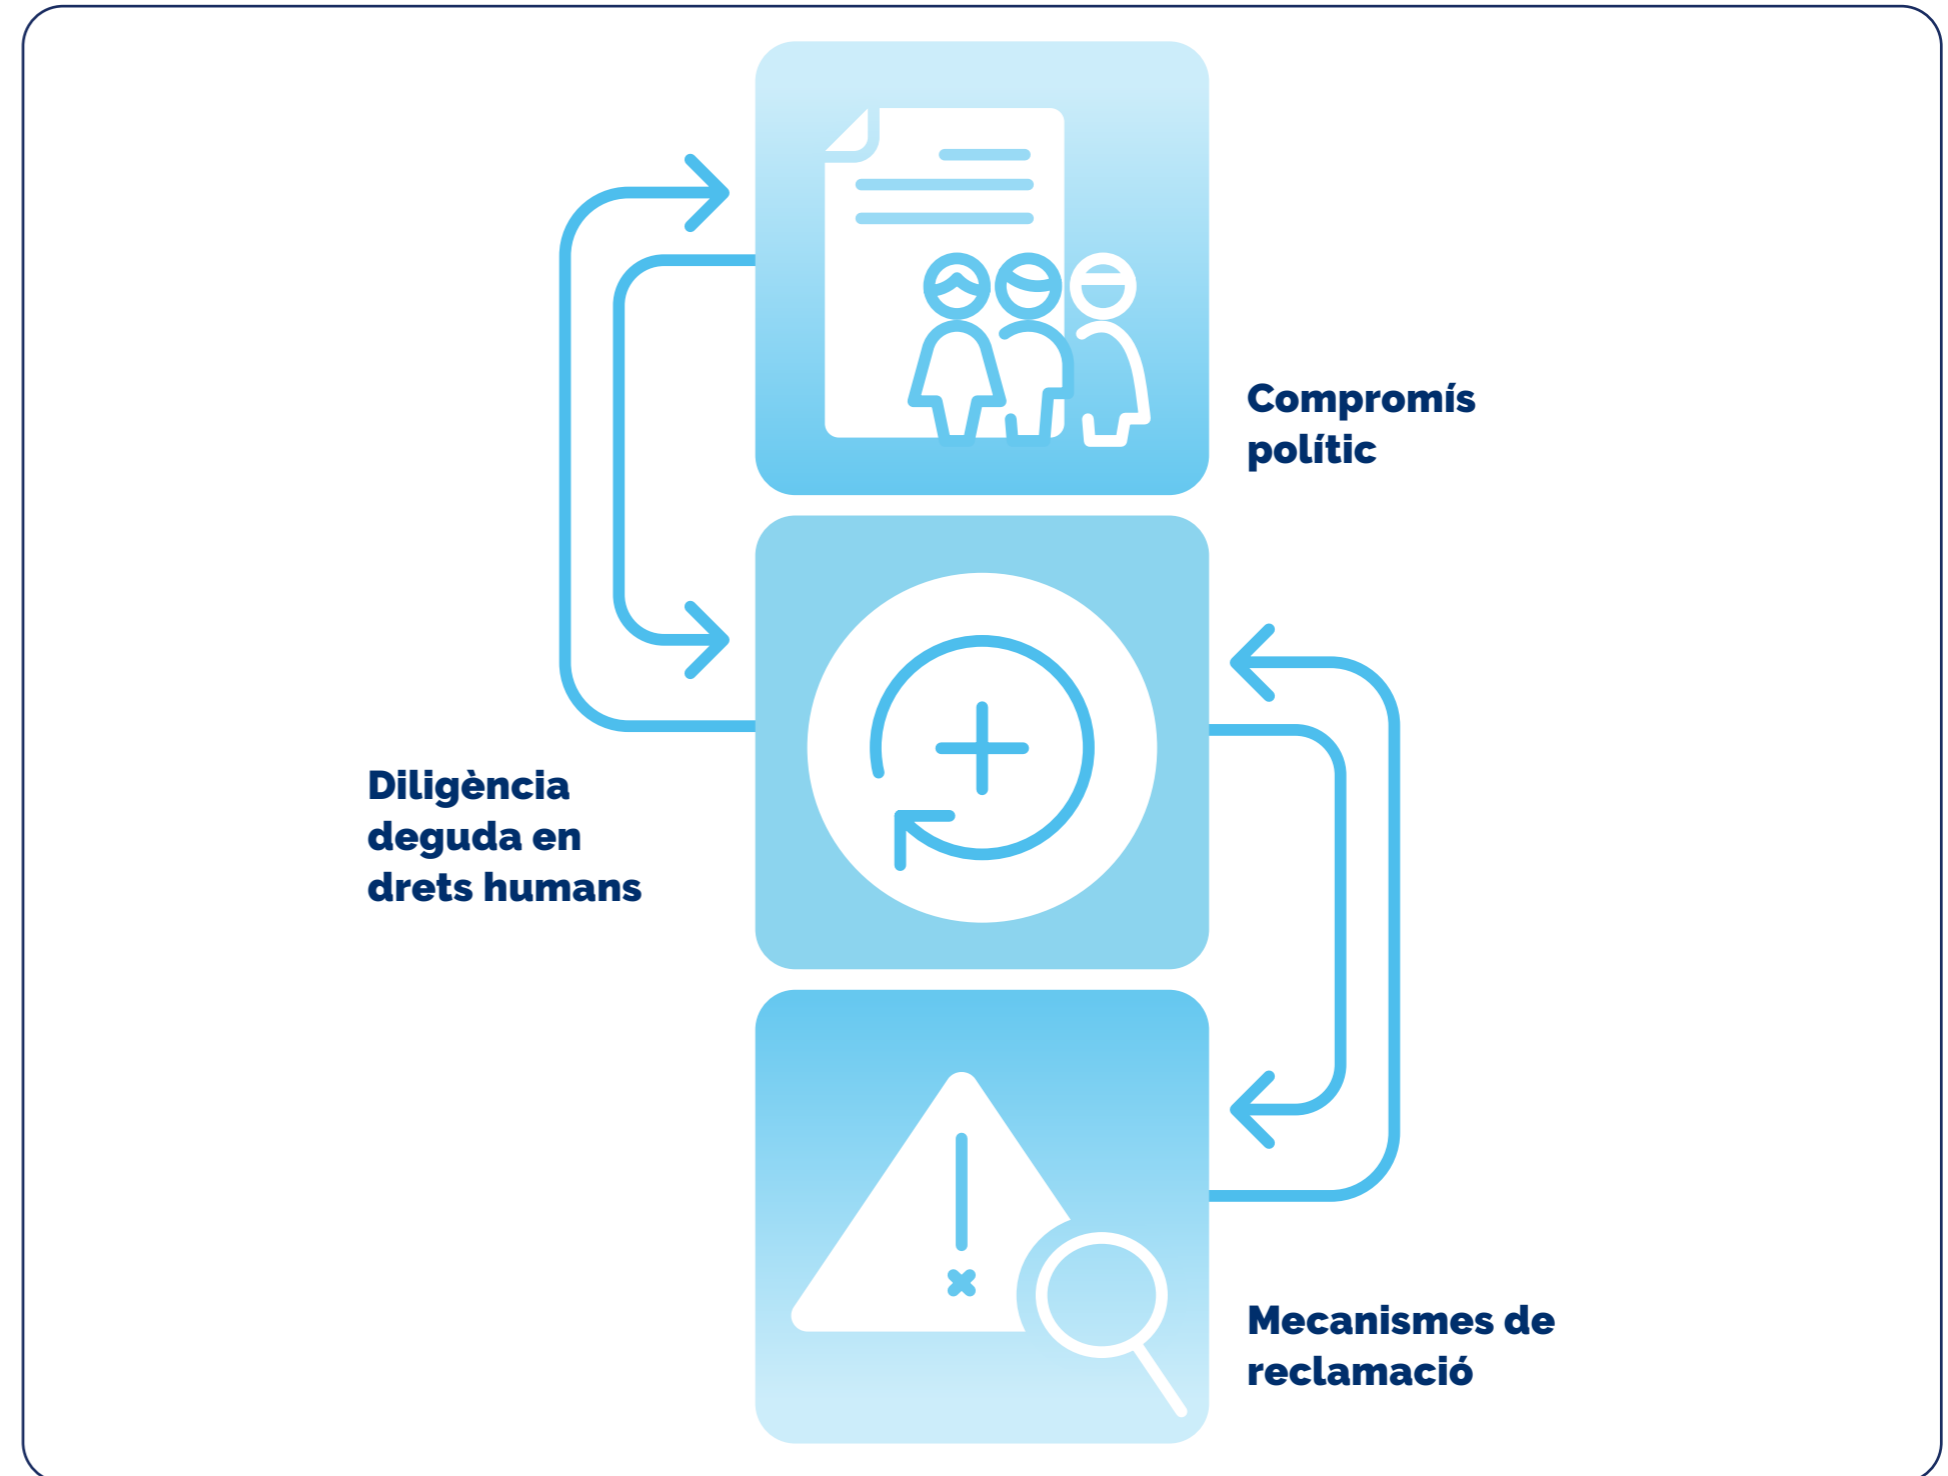 Compromís
polític
Diligència
deguda en
drets humans
Mecanismes de
reclamació